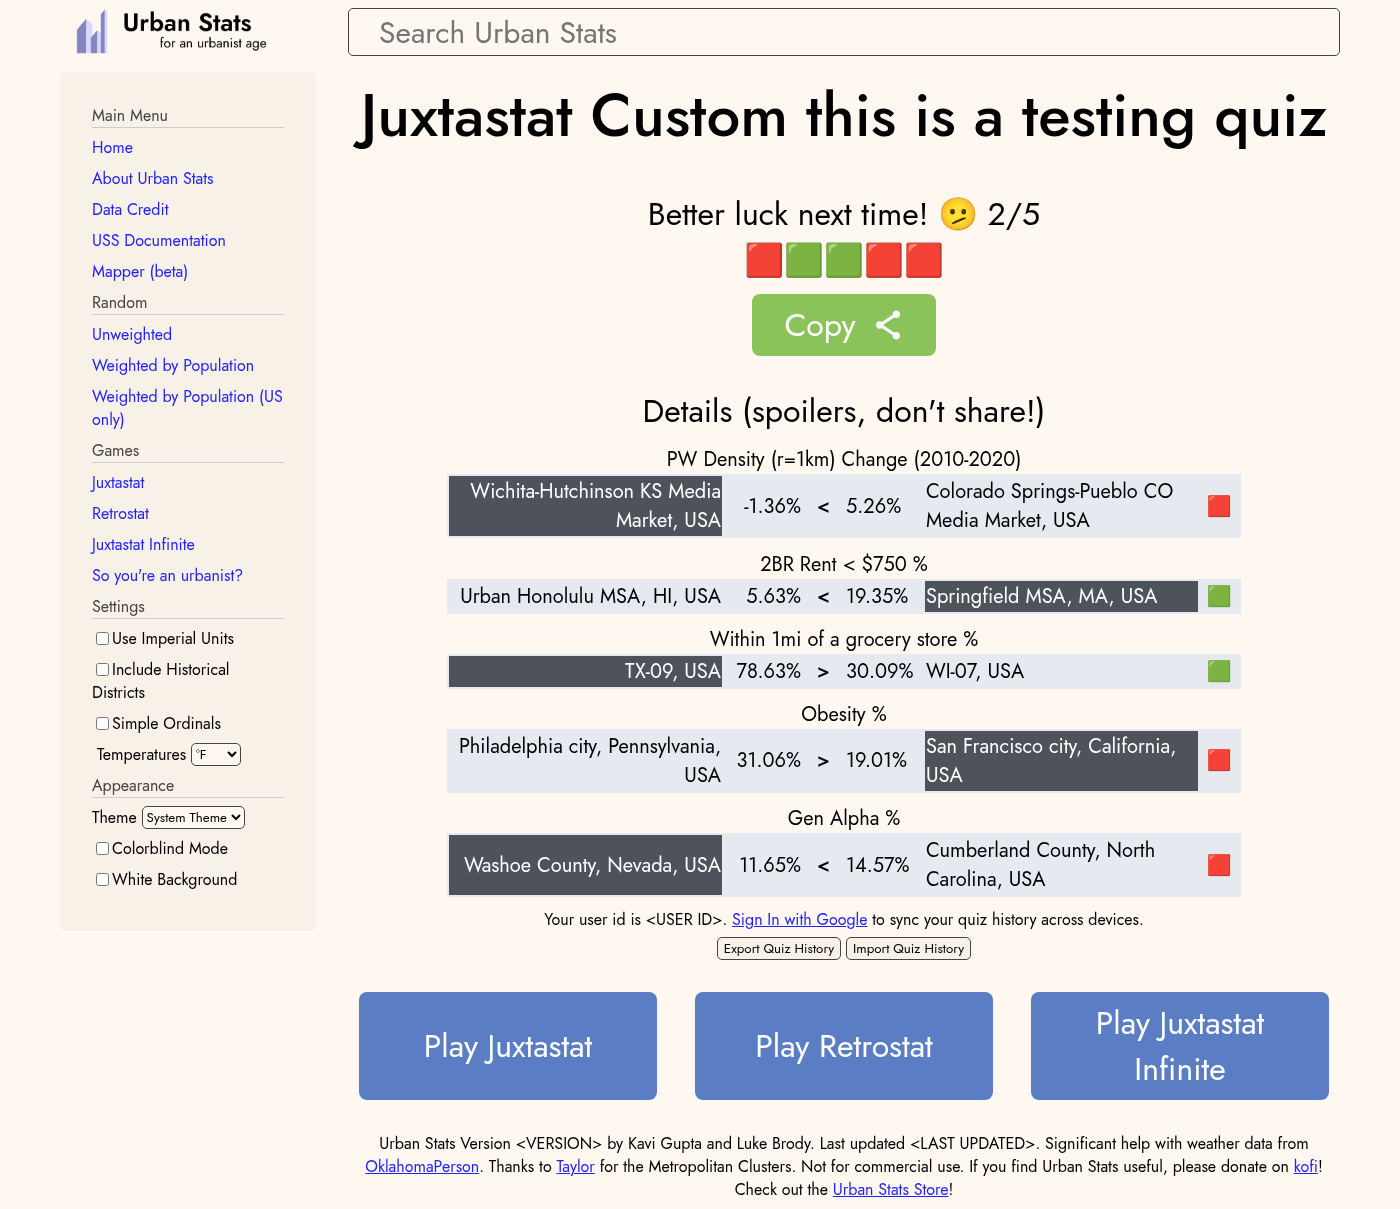 Urban Stats
for an urbanist age
Search Urban Stats
Main Menu
Home
About Urban Stats
Data Credit
USS Documentation
Mapper (beta)
Random
Unweighted
Weighted by Population
Weighted by Population (US
only)
Games
Juxtastat
Retrostat
Juxtastat Infinite
So you're an urbanist?
Settings
Use Imperial Units
Include Historical
Districts
Simple Ordinals
Temperatures °F
Appearance
Theme System Theme
Colorblind Mode
White Background
Juxtastat Custom this is a testing quiz
Better luck next time! 🫤 2/5
🟥🟩🟩🟥🟥
Copy
Details (spoilers, don't share!)
PW Density (r=1km) Change (2010-2020)
Wichita-Hutchinson KS Media
Market, USA
-1.36% < 5.26%
Colorado Springs-Pueblo CO
Media Market, USA
🟥
2BR Rent < $750 %
Urban Honolulu MSA, HI, USA 5.63% < 19.35% Springfield MSA, MA, USA 🟩
Within 1mi of a grocery store %
TX-09, USA 78.63% > 30.09% WI-07, USA 🟩
Obesity %
Philadelphia city, Pennsylvania,
USA
31.06% > 19.01%
San Francisco city, California,
USA
🟥
Gen Alpha %
Washoe County, Nevada, USA 11.65% < 14.57%
Cumberland County, North
Carolina, USA
🟥
Your user id is <USER ID>. Sign In with Google to sync your quiz history across devices.
Export Quiz History Import Quiz History
Play Juxtastat
Play Retrostat
Play Juxtastat
Infinite
Urban Stats Version <VERSION> by Kavi Gupta and Luke Brody. Last updated <LAST UPDATED>. Significant help with weather data from
OklahomaPerson. Thanks to Taylor for the Metropolitan Clusters. Not for commercial use. If you find Urban Stats useful, please donate on kofi!
Check out the Urban Stats Store!